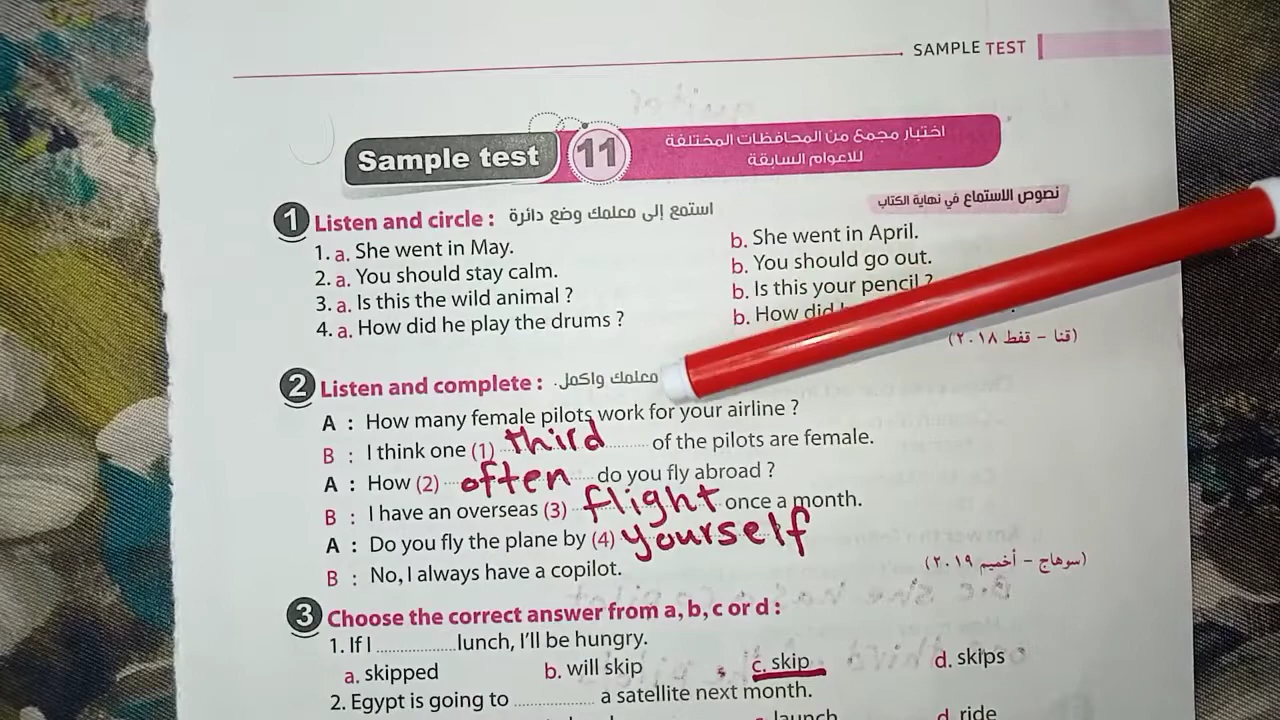 SAMPLE TEST
Sample test 11 اختبار مجمع من المحافظات المختلفة
للاعوام السابقة
نصوص الاستماع في نهاية الكتاب
1 Listen and circle : استمع إلى معلمك وضع دائرة
1. a. She went in May. b. She went in April.
2. a. You should stay calm. b. You should go out.
3. a. Is this the wild animal ? b. Is this your pencil ?
4. a. How did he play the drums ? b. How did
(قنا - قفط ٢٠١٨)
2 Listen and complete : معلمك واكمل.
A : How many female pilots work for your airline ?
B : I think one (1) third of the pilots are female.
A : How (2) often do you fly abroad ?
B : I have an overseas (3) flight once a month.
A : Do you fly the plane by (4) yourself
B : No, I always have a copilot.
(سوهاج - أخميم ٢٠١٩)
3 Choose the correct answer from a, b, c or d :
1. If I .................... lunch, I'll be hungry.
a. skipped b. will skip c. skip d. skips
2. Egypt is going to .................... a satellite next month.
c. launch d. ride